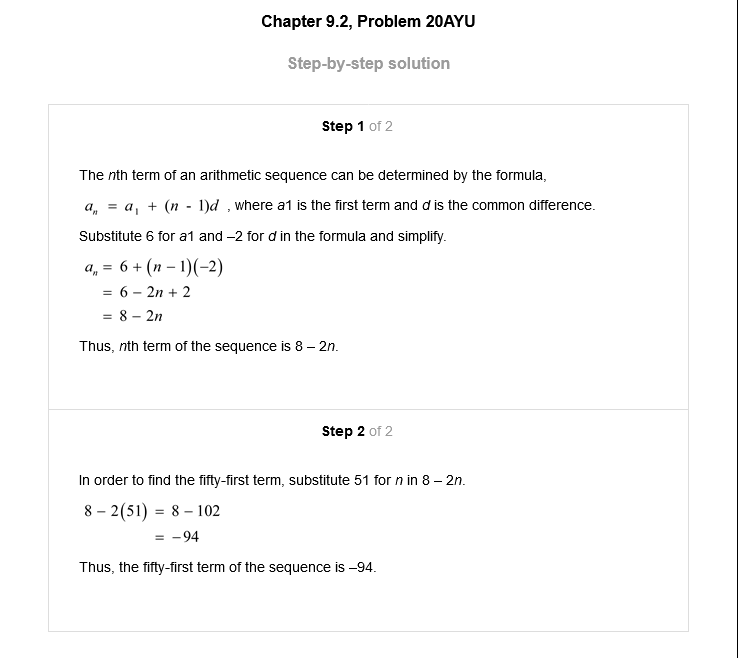 Chapter 9.2, Problem 20AYU
Step-by-step solution
Step 1 of 2
The nth term of an arithmetic sequence can be determined by the formula,
aₙ = a₁ + (n - 1)d , where a1 is the first term and d is the common difference.
Substitute 6 for a1 and –2 for d in the formula and simplify.
aₙ = 6 + (n – 1)(–2)
= 6 – 2n + 2
= 8 – 2n
Thus, nth term of the sequence is 8 – 2n.
Step 2 of 2
In order to find the fifty-first term, substitute 51 for n in 8 – 2n.
8 – 2(51) = 8 – 102
= –94
Thus, the fifty-first term of the sequence is –94.